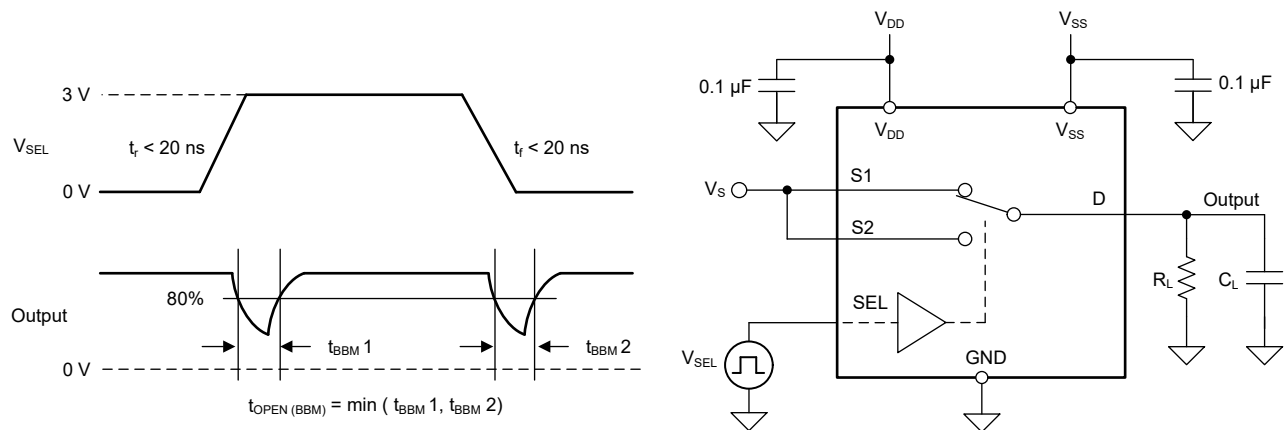 3 V
V_SEL
t_r < 20 ns
t_f < 20 ns
0 V
80%
Output
t_BBM 1
t_BBM 2
0 V
t_OPEN (BBM) = min ( t_BBM 1, t_BBM 2)
V_DD
V_SS
0.1 µF
0.1 µF
V_DD
V_SS
V_S
S1
D
Output
S2
R_L
C_L
SEL
V_SEL
GND